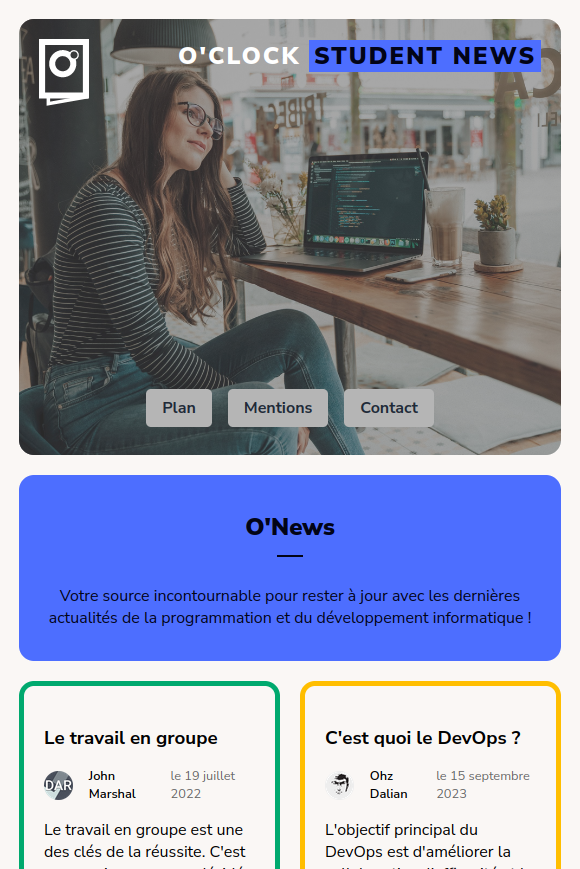 O'CLOCK STUDENT NEWS
TRIBES
Plan
Mentions
Contact
O'News
Votre source incontournable pour rester à jour avec les dernières
actualités de la programmation et du développement informatique !
Le travail en groupe
DAR
John
Marshal
le 19 juillet
2022
Le travail en groupe est une
des clés de la réussite. C'est
C'est quoi le DevOps ?
Ohz
Dalian
le 15 septembre
2023
L'objectif principal du
DevOps est d'améliorer la